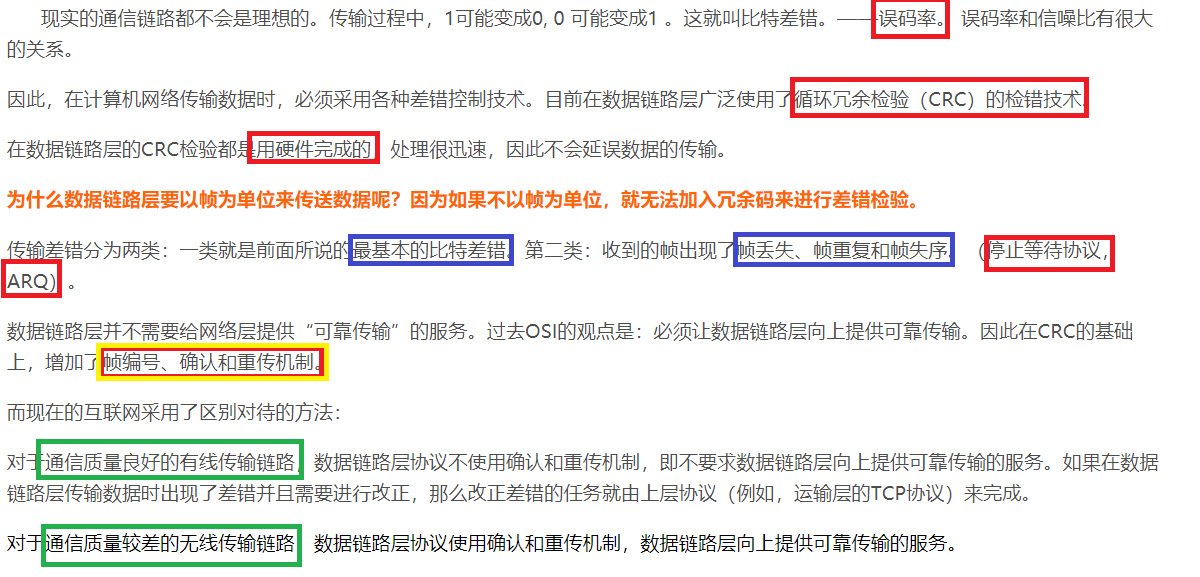 现实的通信链路都不会是理想的。传输过程中，1可能变成0, 0 可能变成1 。这就叫比特差错。——误码率。 误码率和信噪比有很大
的关系。
因此，在计算机网络传输数据时，必须采用各种差错控制技术。目前在数据链路层广泛使用了循环冗余检验（CRC）的检错技术.
在数据链路层的CRC检验都是用硬件完成的 处理很迅速，因此不会延误数据的传输。
为什么数据链路层要以帧为单位来传送数据呢？因为如果不以帧为单位，就无法加入冗余码来进行差错检验。
传输差错分为两类：一类就是前面所说的最基本的比特差错。第二类：收到的帧出现了帧丢失、帧重复和帧失序. （停止等待协议，
ARQ） 。
数据链路层并不需要给网络层提供“可靠传输”的服务。过去OSI的观点是：必须让数据链路层向上提供可靠传输。因此在CRC的基础
上，增加了帧编号、确认和重传机制。
而现在的互联网采用了区别对待的方法：
对于通信质量良好的有线传输链路，数据链路层协议不使用确认和重传机制，即不要求数据链路层向上提供可靠传输的服务。如果在数据
链路层传输数据时出现了差错并且需要进行改正，那么改正差错的任务就由上层协议（例如，运输层的TCP协议）来完成。
对于通信质量较差的无线传输链路 数据链路层协议使用确认和重传机制，数据链路层向上提供可靠传输的服务。